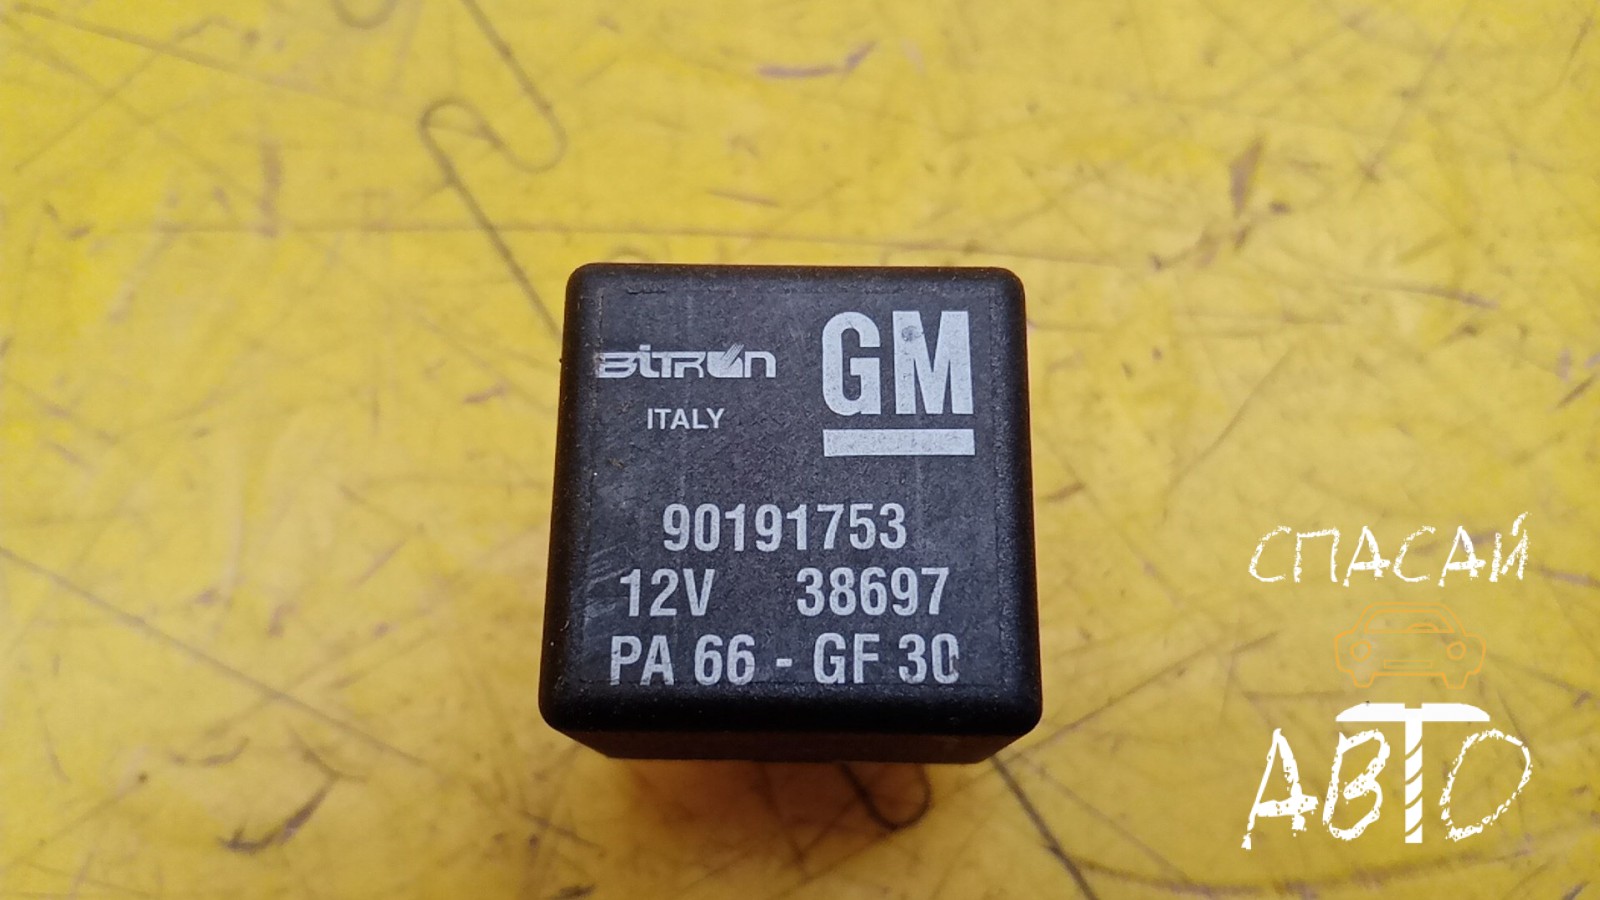 BITRON
ITALY
GM
90191753
12V 38697
PA 66 - GF 30
СПАСАЙ
АВТО